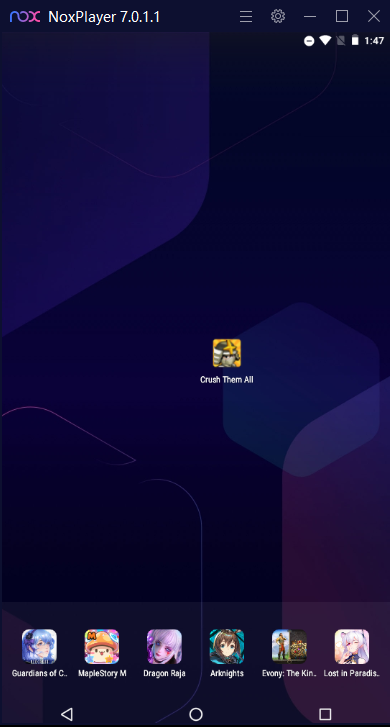 nox NoxPlayer 7.0.1.1
1:47
Crush Them All
Guardians of C..
MapleStory M
Dragon Raja
Arknights
Evony: The Kin..
Lost in Paradis..